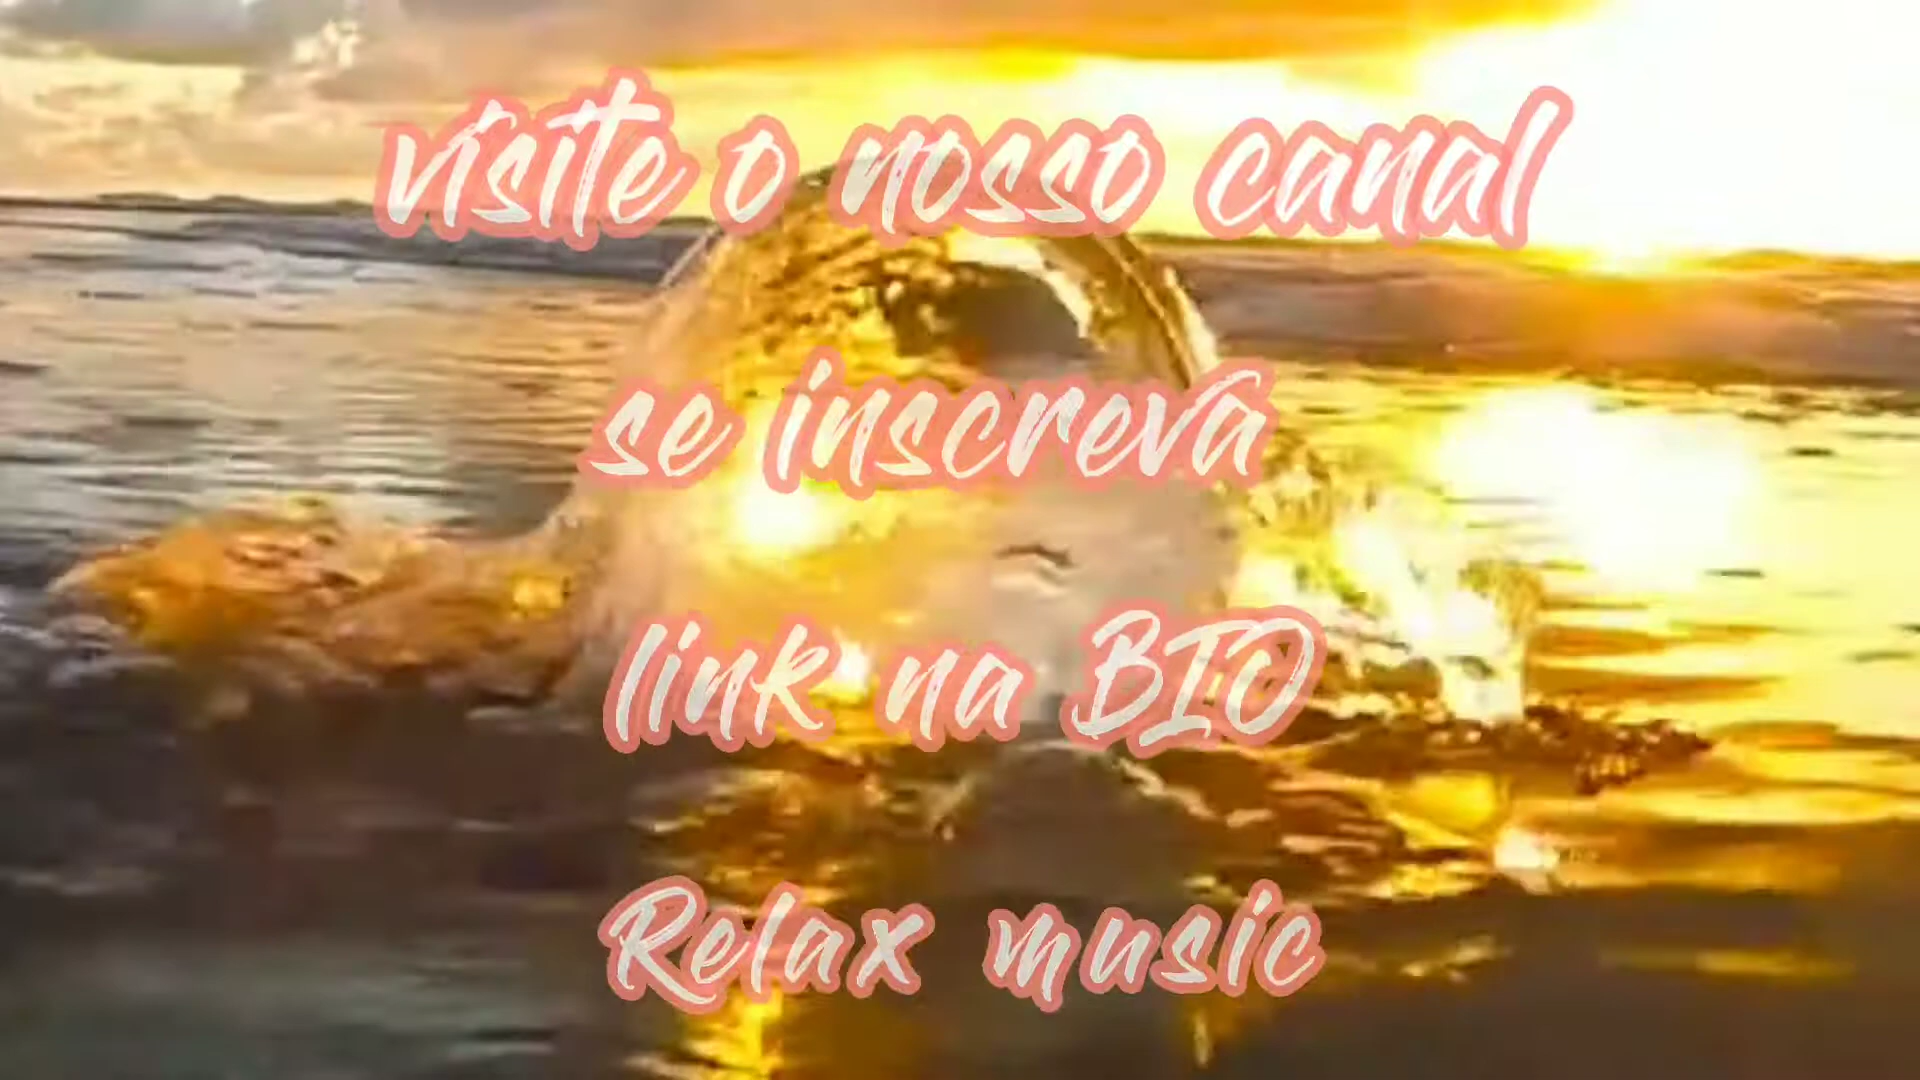 visite o nosso canal
se inscreva
link na BIO
Relax music